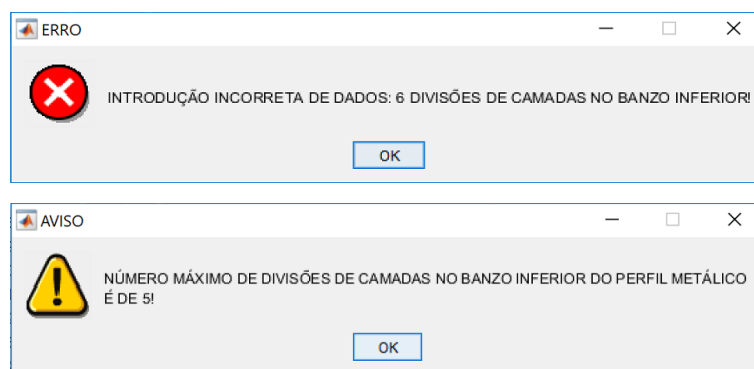 ERRO
INTRODUÇÃO INCORRETA DE DADOS: 6 DIVISÕES DE CAMADAS NO BANZO INFERIOR!
OK
AVISO
NÚMERO MÁXIMO DE DIVISÕES DE CAMADAS NO BANZO INFERIOR DO PERFIL METÁLICO
É DE 5!
OK